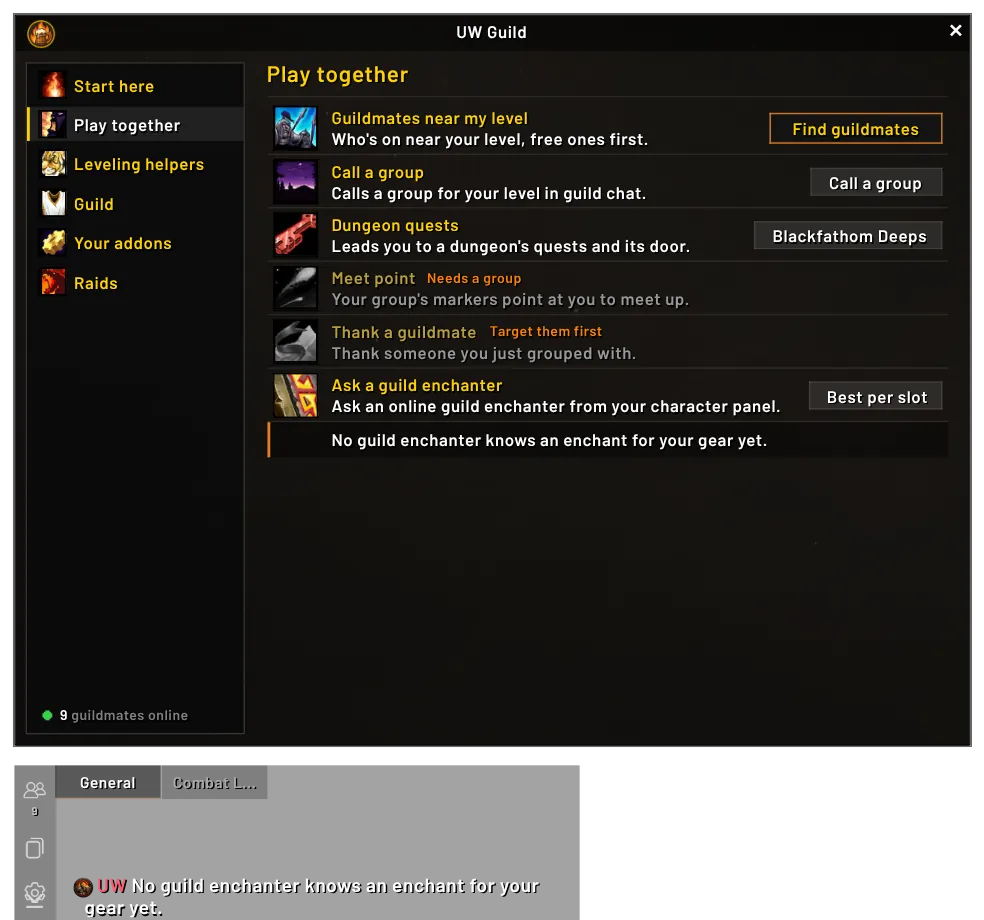 UW Guild
Start here
Play together
Leveling helpers
Guild
Your addons
Raids
9 guildmates online
Play together
Guildmates near my level
Who's on near your level, free ones first.
Find guildmates
Call a group
Calls a group for your level in guild chat.
Call a group
Dungeon quests
Leads you to a dungeon's quests and its door.
Blackfathom Deeps
Meet point Needs a group
Your group's markers point at you to meet up.
Thank a guildmate Target them first
Thank someone you just grouped with.
Ask a guild enchanter
Ask an online guild enchanter from your character panel.
Best per slot
No guild enchanter knows an enchant for your gear yet.
9
General
Combat L...
UW No guild enchanter knows an enchant for your
gear yet.